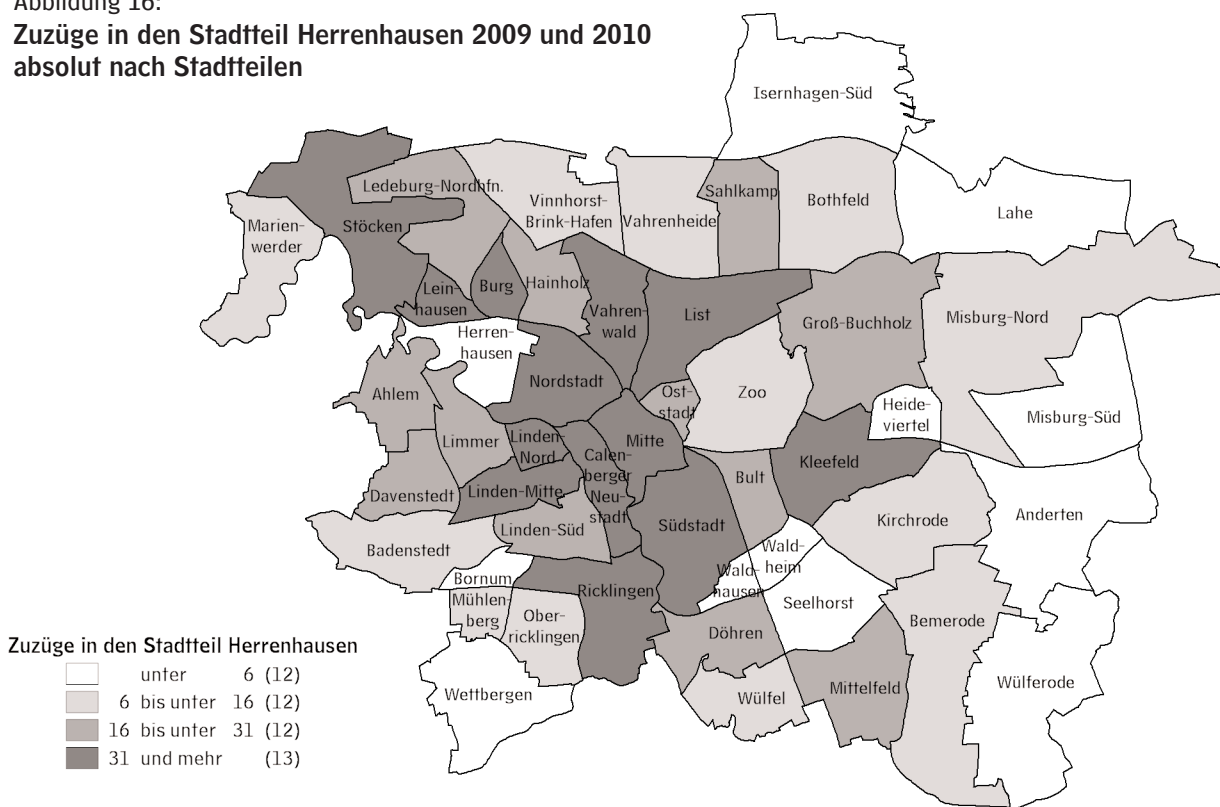 Abbildung 16:
Zuzüge in den Stadtteil Herrenhausen 2009 und 2010
absolut nach Stadtteilen
Isernhagen-Süd
Ledeburg-Nordhfn.
Sahlkamp
Vinnhorst-
Brink-Hafen
Vahrenheide
Bothfeld
Lahe
Marien-
werder
Stöcken
Lein-
hausen
Burg
Hainholz
Vahren-
wald
List
Groß-Buchholz
Misburg-Nord
Herren-
hausen
Nordstadt
Ahlem
Ost-
stadt
Zoo
Heide-
viertel
Misburg-Süd
Limmer
Linden-
Nord
Calen-
berger
Neu-
stadt
Mitte
Kleefeld
Davenstedt
Linden-Mitte
Bult
Linden-Süd
Südstadt
Kirchrode
Anderten
Badenstedt
Wald-
heim
Bornum
Wald-
hausen
Ricklingen
Seelhorst
Mühlen-
berg
Ober-
ricklingen
Döhren
Bemerode
Wettbergen
Wülfel
Mittelfeld
Wülferode
Zuzüge in den Stadtteil Herrenhausen
unter 6 (12)
6 bis unter 16 (12)
16 bis unter 31 (12)
31 und mehr (13)